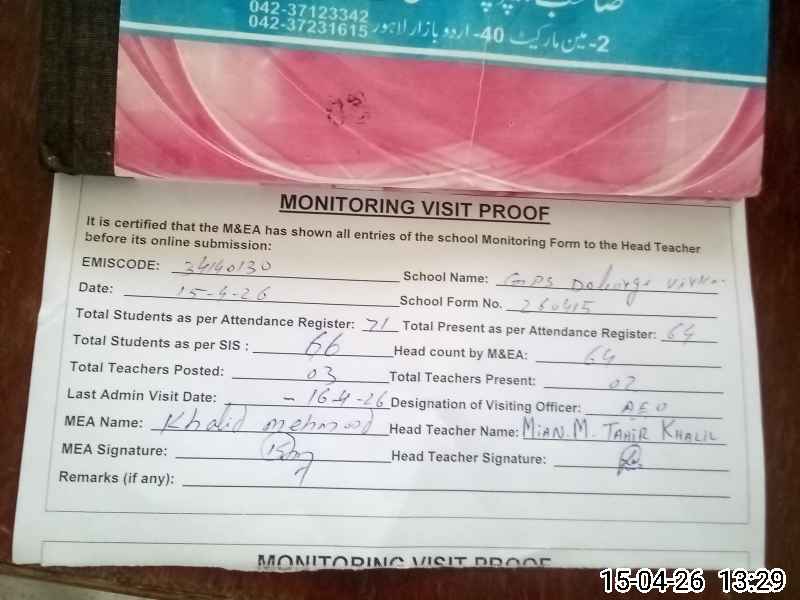 042-37123342
042-37231615
2-مین مارکیٹ 40-اردو بازار لاہور
MONITORING VISIT PROOF
It is certified that the M&EA has shown all entries of the school Monitoring Form to the Head Teacher
before its online submission:
EMISCODE: 34140130 School Name: GPS
Date: 15-4-26 School Form No. 260415
Total Students as per Attendance Register: 71 Total Present as per Attendance Register: 64
Total Students as per SIS : 66 Head count by M&EA: 64
Total Teachers Posted: 03 Total Teachers Present: 02
Last Admin Visit Date: - 16-4-26 Designation of Visiting Officer: AEO
MEA Name: Khalid mehmood Head Teacher Name: MIAN. M. TAHIR KHALIL
MEA Signature: Head Teacher Signature:
Remarks (if any):
MONITORING VISIT PROOF
15-04-26 13:29